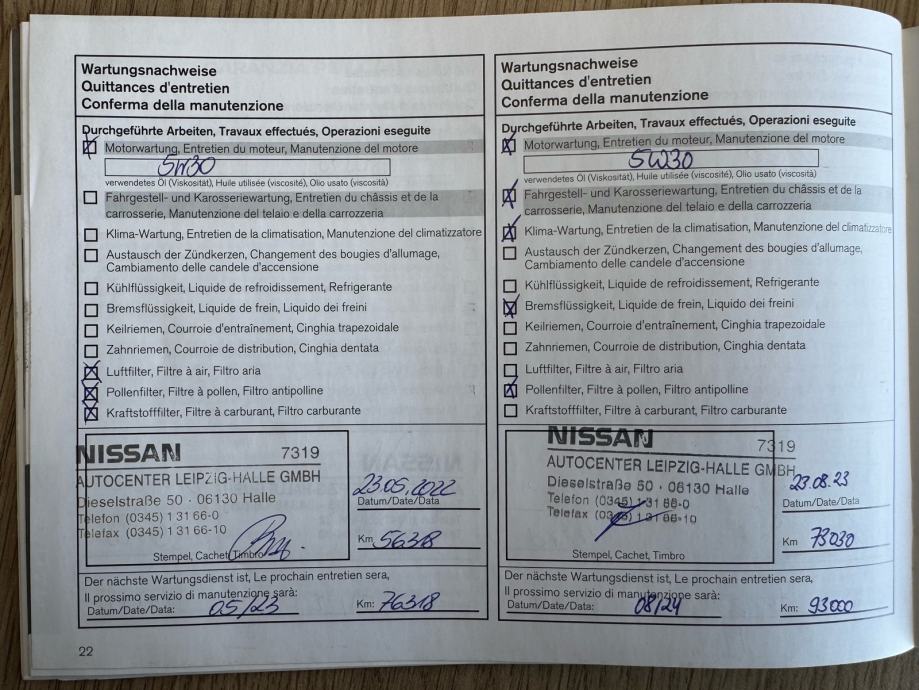 Wartungsnachweise
Quittances d'entretien
Conferma della manutenzione
Durchgeführte Arbeiten, Travaux effectués, Operazioni eseguite
Motorwartung, Entretien du moteur, Manutenzione del motore
5W30
verwendetes Öl (Viskosität), Huile utilisée (viscosité), Olio usato (viscosità)
Fahrgestell- und Karosseriewartung, Entretien du châssis et de la
carrosserie, Manutenzione del telaio e della carrozzeria
Klima-Wartung, Entretien de la climatisation, Manutenzione del climatizzatore
Austausch der Zündkerzen, Changement des bougies d'allumage,
Cambiamento delle candele d'accensione
Kühlflüssigkeit, Liquide de refroidissement, Refrigerante
Bremsflüssigkeit, Liquide de frein, Liquido dei freini
Keilriemen, Courroie d'entraînement, Cinghia trapezoidale
Zahnriemen, Courroie de distribution, Cinghia dentata
Luftfilter, Filtre à air, Filtro aria
Pollenfilter, Filtre à pollen, Filtro antipolline
Kraftstofffilter, Filtre à carburant, Filtro carburante
NISSAN 7319
AUTOCENTER LEIPZIG-HALLE GMBH
Dieselstraße 50 · 06130 Halle
Telefon (0345) 1 31 66-0
Telefax (0345) 1 31 66-10
Stempel, Cachet, Timbro
23.05.2022
Datum/Date/Data
Km 56318
Der nächste Wartungsdienst ist, Le prochain entretien sera,
Il prossimo servizio di manutenzione sarà:
Datum/Date/Data: 05/23 Km: 76318
22
Wartungsnachweise
Quittances d'entretien
Conferma della manutenzione
Durchgeführte Arbeiten, Travaux effectués, Operazioni eseguite
Motorwartung, Entretien du moteur, Manutenzione del motore
5W30
verwendetes Öl (Viskosität), Huile utilisée (viscosité), Olio usato (viscosità)
Fahrgestell- und Karosseriewartung, Entretien du châssis et de la
carrosserie, Manutenzione del telaio e della carrozzeria
Klima-Wartung, Entretien de la climatisation, Manutenzione del climatizzatore
Austausch der Zündkerzen, Changement des bougies d'allumage,
Cambiamento delle candele d'accensione
Kühlflüssigkeit, Liquide de refroidissement, Refrigerante
Bremsflüssigkeit, Liquide de frein, Liquido dei freini
Keilriemen, Courroie d'entraînement, Cinghia trapezoidale
Zahnriemen, Courroie de distribution, Cinghia dentata
Luftfilter, Filtre à air, Filtro aria
Pollenfilter, Filtre à pollen, Filtro antipolline
Kraftstofffilter, Filtre à carburant, Filtro carburante
NISSAN 7319
AUTOCENTER LEIPZIG-HALLE GMBH
Dieselstraße 50 · 06130 Halle
Telefon (0345) 1 31 66-0
Telefax (0345) 1 31 66-10
Stempel, Cachet, Timbro
23.08.23
Datum/Date/Data
Km 73030
Der nächste Wartungsdienst ist, Le prochain entretien sera,
Il prossimo servizio di manutenzione sarà:
Datum/Date/Data: 08/24 Km: 93000